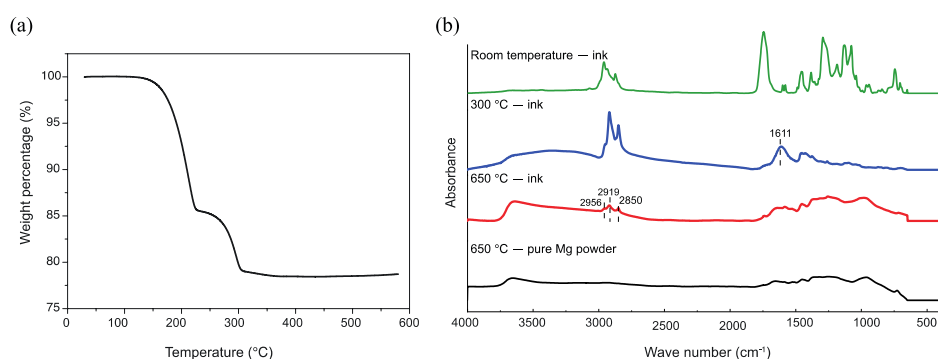 (a)
100
95
90
85
80
75
Weight percentage (%)
0 100 200 300 400 500 600
Temperature (°C)
(b)
Room temperature — ink
300 °C — ink
1611
650 °C — ink
2956 2919 2850
650 °C — pure Mg powder
Absorbance
4000 3500 3000 2500 2000 1500 1000 500
Wave number (cm⁻¹)